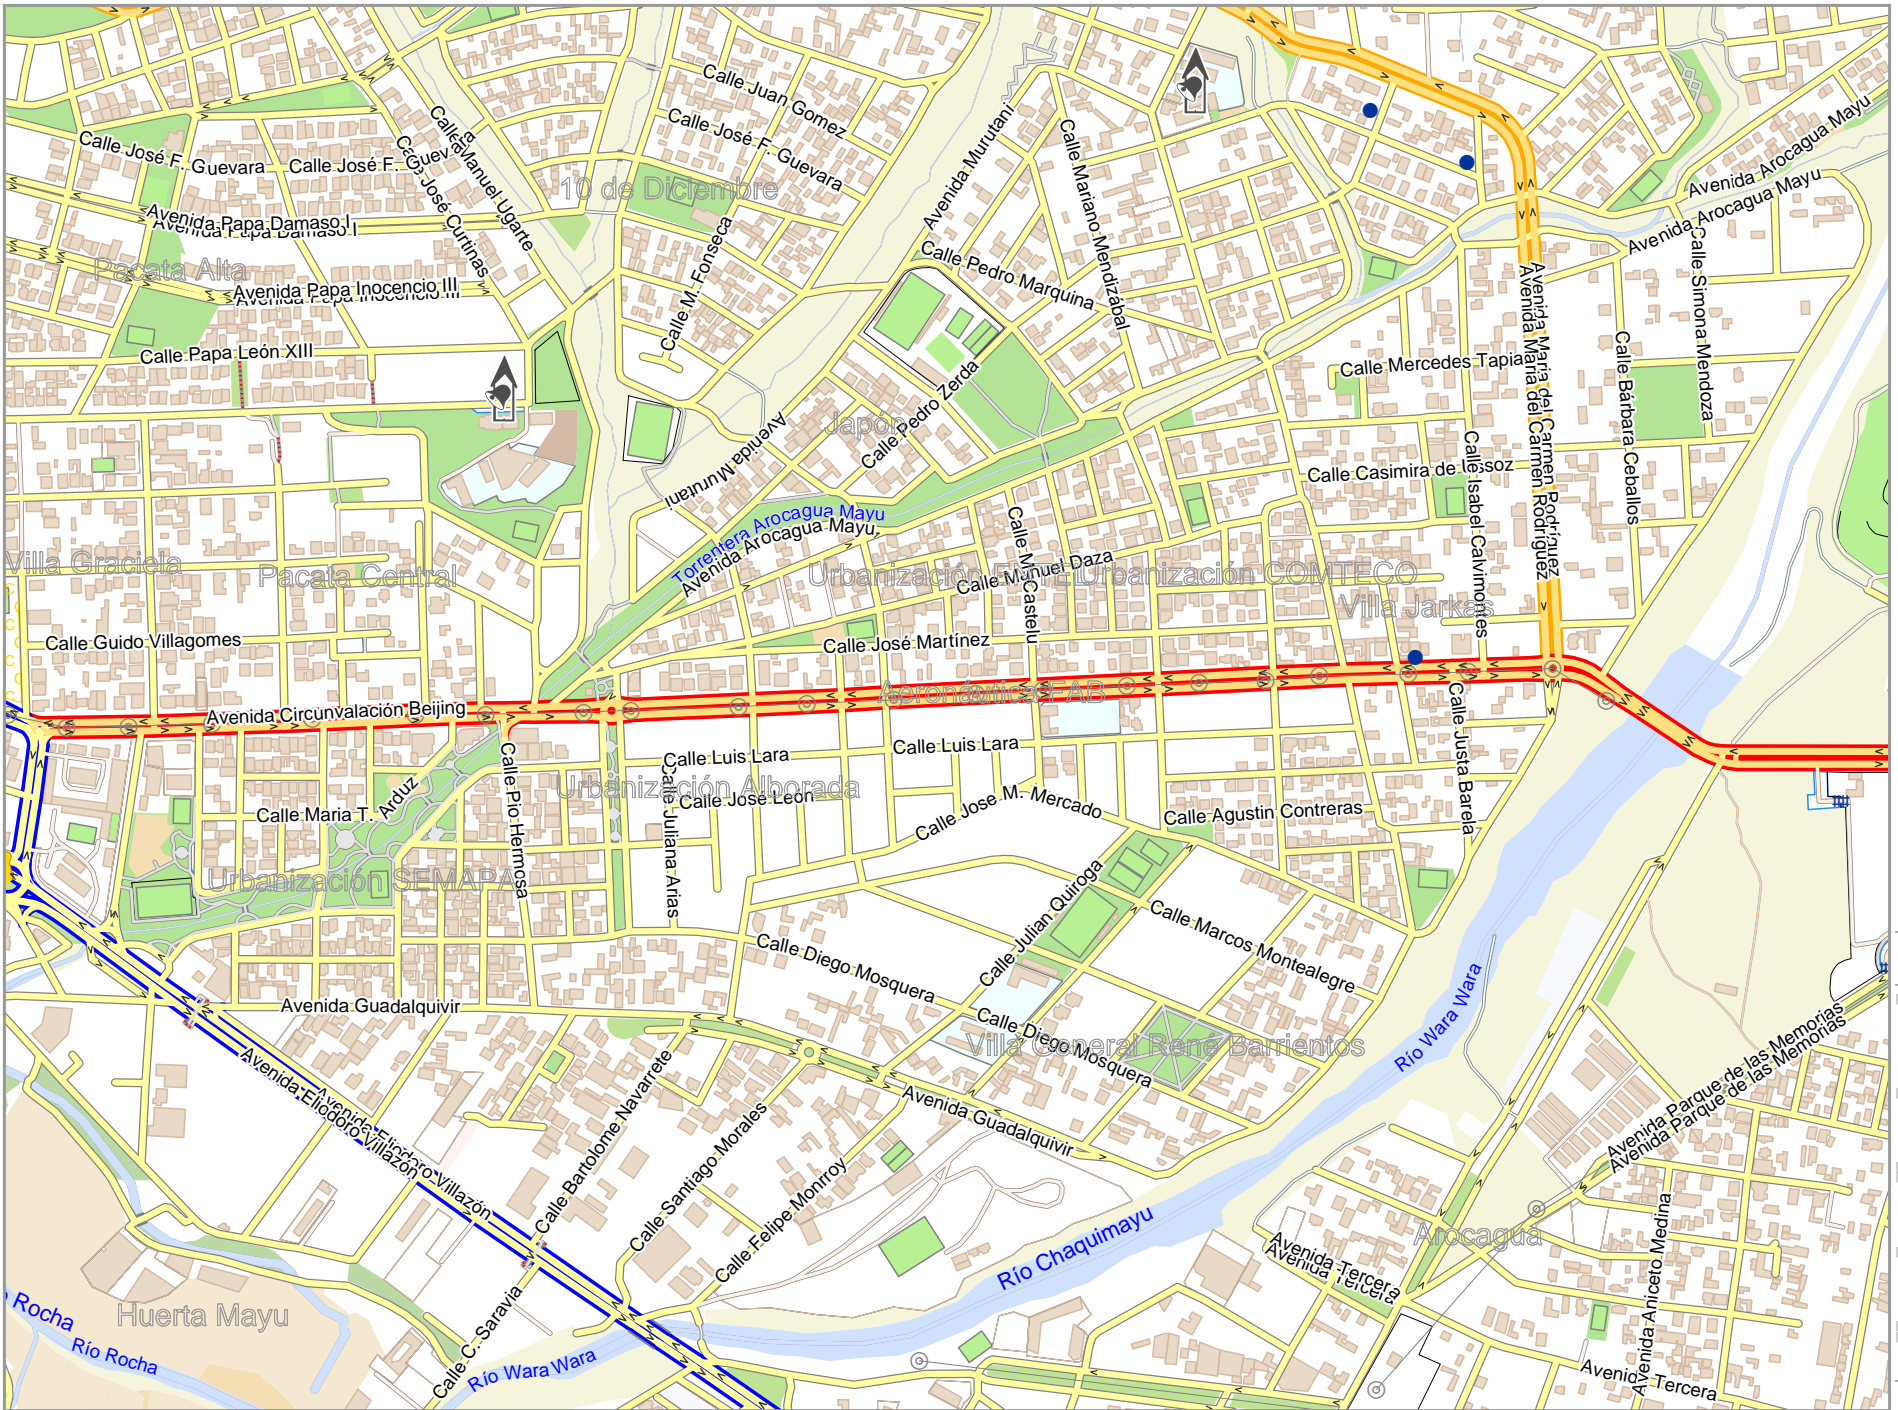 Calle Juan Gomez
Calle José F. Guevara
Calle José F. Guevara
Calle José F. Guevara
Calle Manuel Ugarte
Calle José Curtinas
10 de Diciembre
Avenida Murutani
Calle Mariano Mendizábal
Avenida Arocagua Mayu
Avenida Arocagua Mayu
Avenida Papa Damaso I
Avenida Papa Damaso I
Pacata Alta
Avenida Papa Inocencio III
Avenida Papa Inocencio III
Calle M. Fonseca
Calle Pedro Marquina
Calle Simona Mendoza
Calle Papa León XIII
Avenida María del Carmen Rodríguez
Avenida María del Carmen Rodríguez
Calle Mercedes Tapia
Calle Bárbara Ceballos
Calle Pedro Zerda
Japón
Avenida Murutani
Calle Casimira de Ussoz
Calle Isabel Calvimontes
Torrentera Arocagua Mayu
Avenida Arocagua Mayu
Calle M. Castelu
Calle Manuel Daza
Villa Graciela
Pacata Central
Urbanización COMTECO
Villa Jarkas
Calle Guido Villagomes
Calle José Martínez
Aeronáutica FAB
Avenida Circunvalación Beijing
Calle Luis Lara
Calle Luis Lara
Calle Justa Barela
Calle Pio Hermosa
Urbanización Alborada
Calle José León
Calle Juliana Arias
Calle Maria T. Arduz
Calle Jose M. Mercado
Calle Agustin Contreras
Urbanización SEMAPA
Calle Julian Quiroga
Calle Marcos Montealegre
Calle Diego Mosquera
Calle Diego Mosquera
Avenida Guadalquivir
Villa General René Barrientos
Río Wara Wara
Avenida Parque de las Memorias
Avenida Parque de las Memorias
Avenida Eliodoro Villazón
Avenida Eliodoro Villazón
Calle Bartolome Navarrete
Calle Santiago Morales
Calle Felipe Monrroy
Avenida Guadalquivir
Río Chaquimayu
Arocagua
Avenida Tercera
Avenida Tercera
Avenida Aniceto Medina
Avenida Tercera
Huerta Mayu
Rocha
Río Rocha
Calle C. Saravia
Río Wara Wara